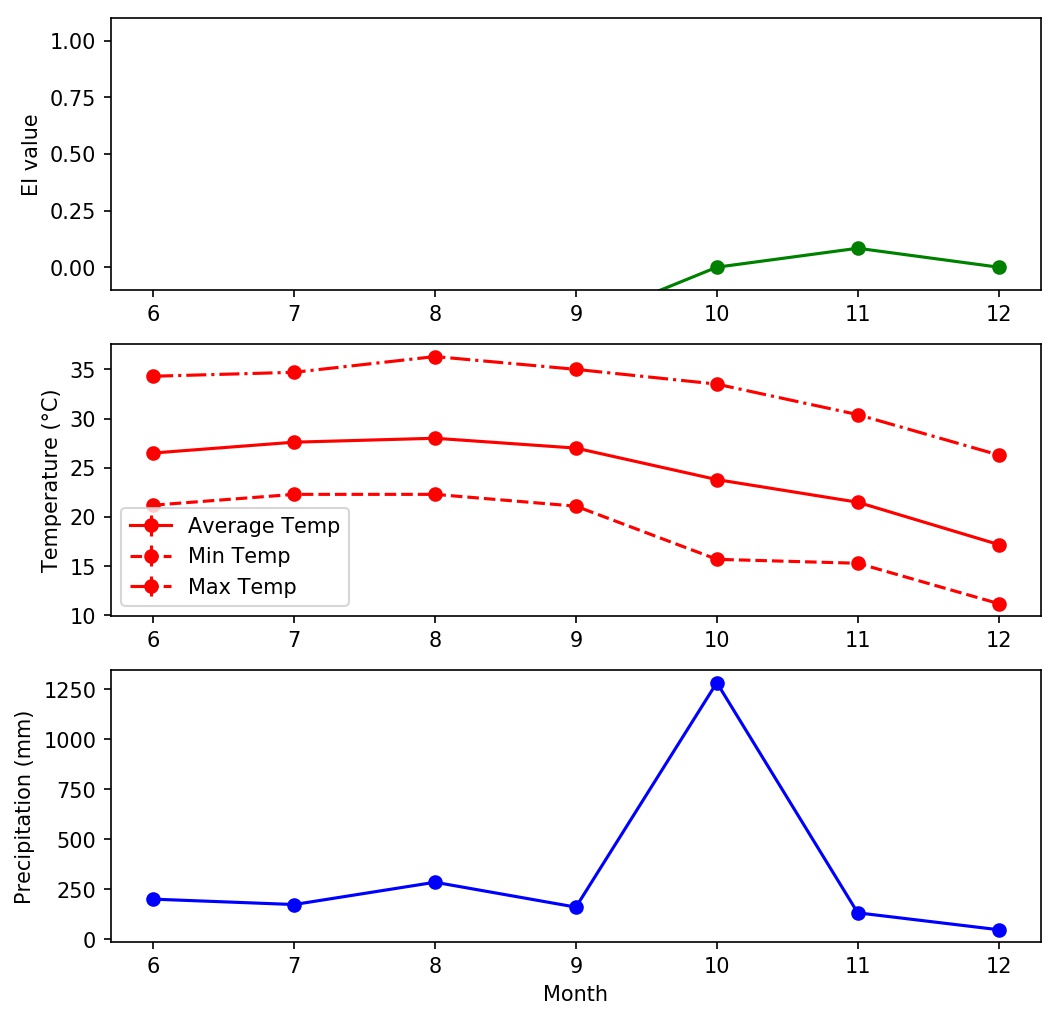 1.00
0.75
0.50
0.25
0.00
EI value
6 7 8 9 10 11 12
35
30
25
20
15
10
Temperature (°C)
Average Temp
Min Temp
Max Temp
6 7 8 9 10 11 12
1250
1000
750
500
250
0
Precipitation (mm)
6 7 8 9 10 11 12
Month